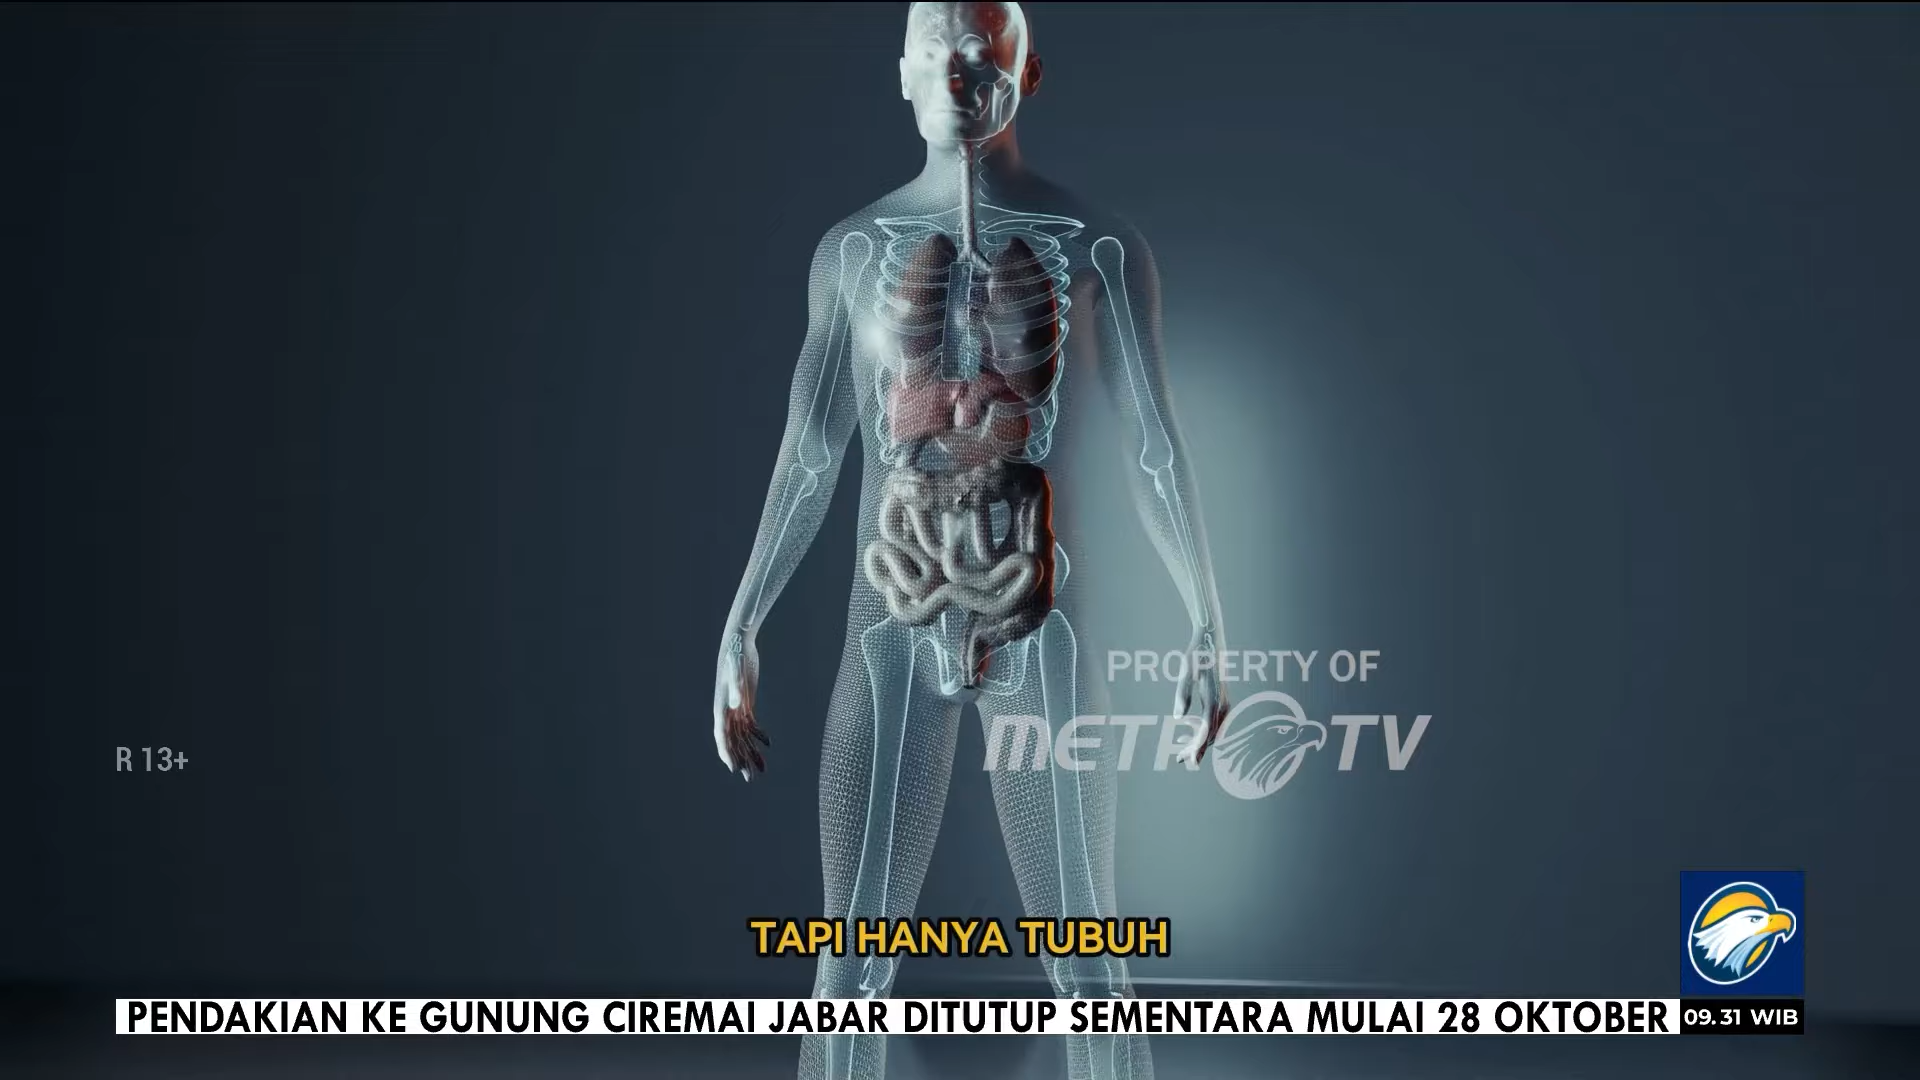 PROPERTY OF
METRO TV
R 13+
TAPI HANYA TUBUH
PENDAKIAN KE GUNUNG CIREMAI JABAR DITUTUP SEMENTARA MULAI 28 OKTOBER
09.31 WIB